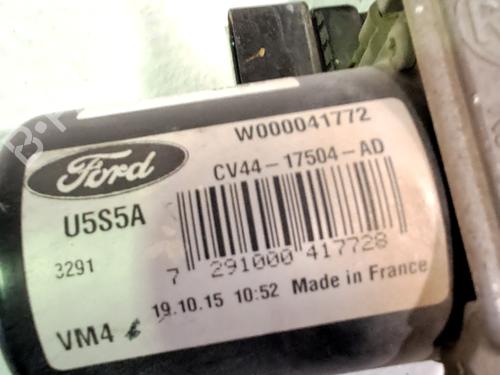 W000041772
Ford
CV44-17504-AD
U5S5A
3291
7 291000 417728
19.10.15 10:52 Made in France
VM4